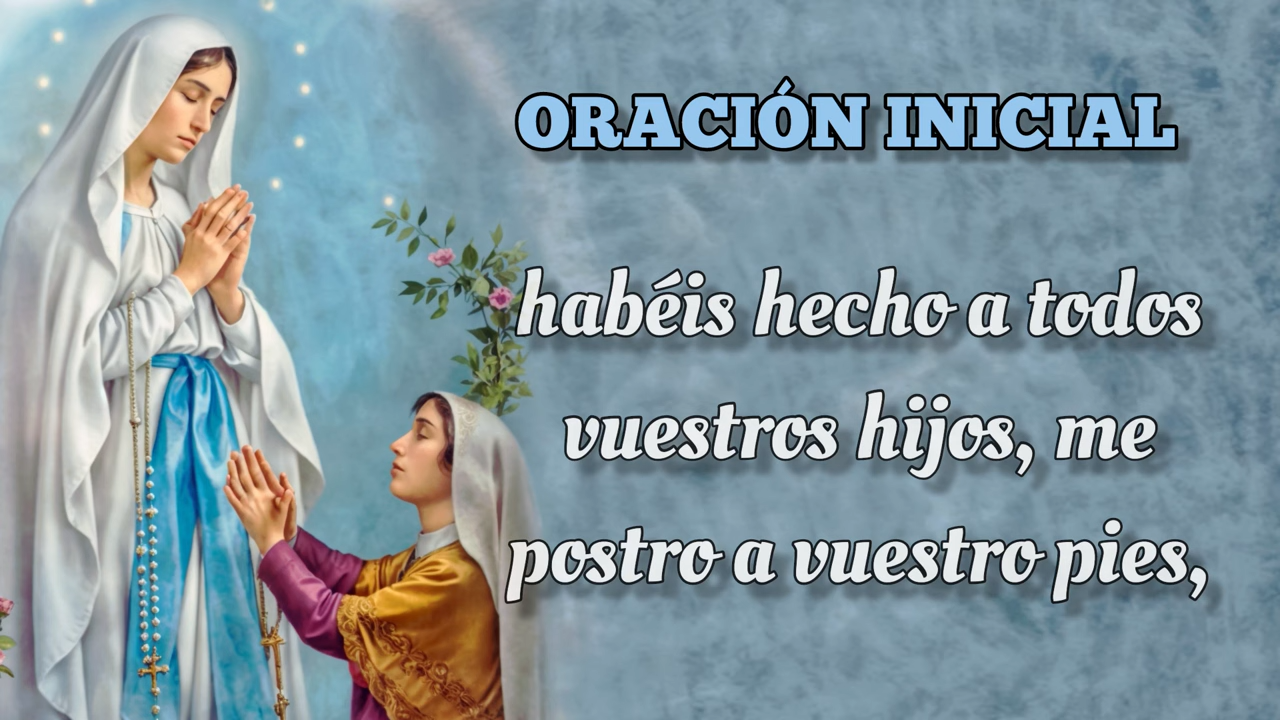 ORACIÓN INICIAL
habéis hecho a todos
vuestros hijos, me
postro a vuestro pies,